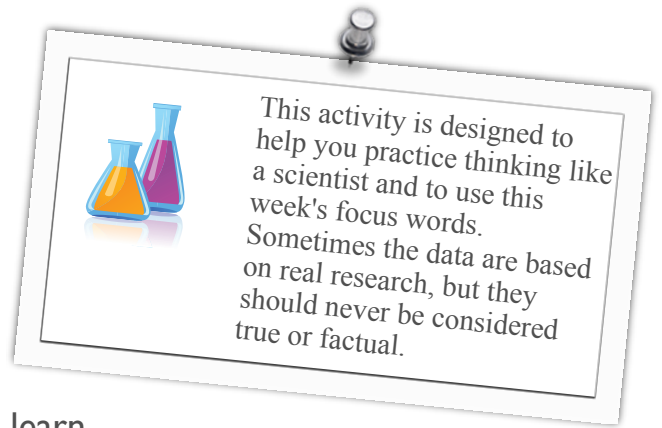 This activity is designed to
help you practice thinking like
a scientist and to use this
week's focus words.
Sometimes the data are based
on real research, but they
should never be considered
true or factual.
learn